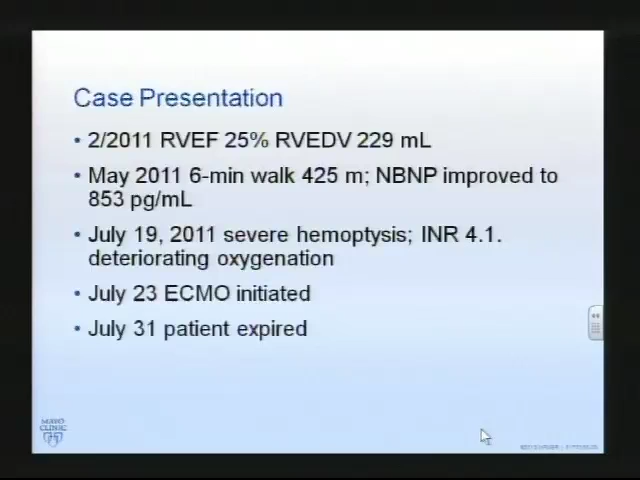 Case Presentation
• 2/2011 RVEF 25% RVEDV 229 mL
• May 2011 6-min walk 425 m; NBNP improved to
853 pg/mL
• July 19, 2011 severe hemoptysis; INR 4.1.
deteriorating oxygenation
• July 23 ECMO initiated
• July 31 patient expired
MAYO
CLINIC